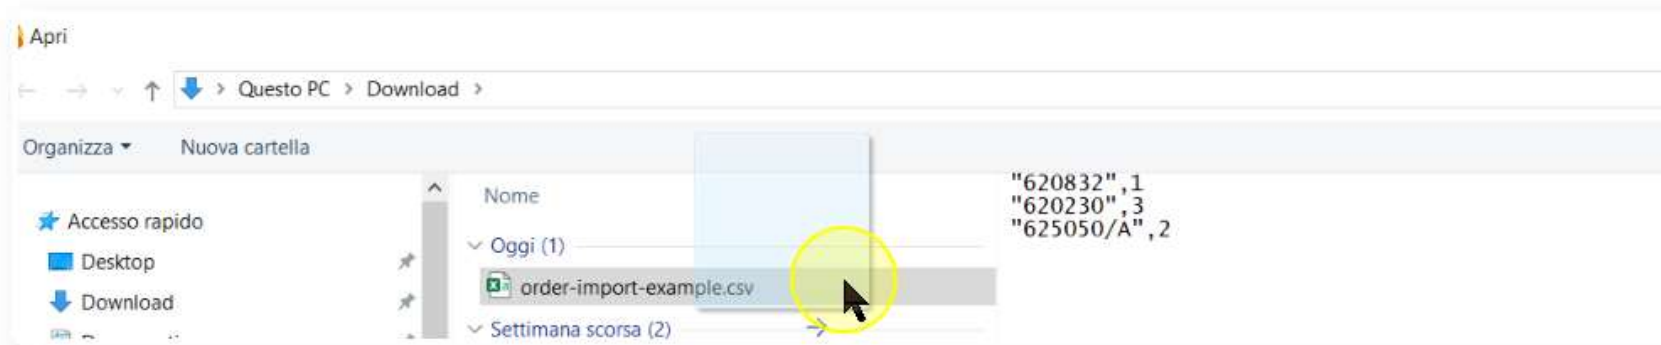 Apri
Questo PC > Download >
Organizza
Nuova cartella
Accesso rapido
Desktop
Download
Nome
Oggi (1)
order-import-example.csv
Settimana scorsa (2)
"620832",1
"620230",3
"625050/A",2